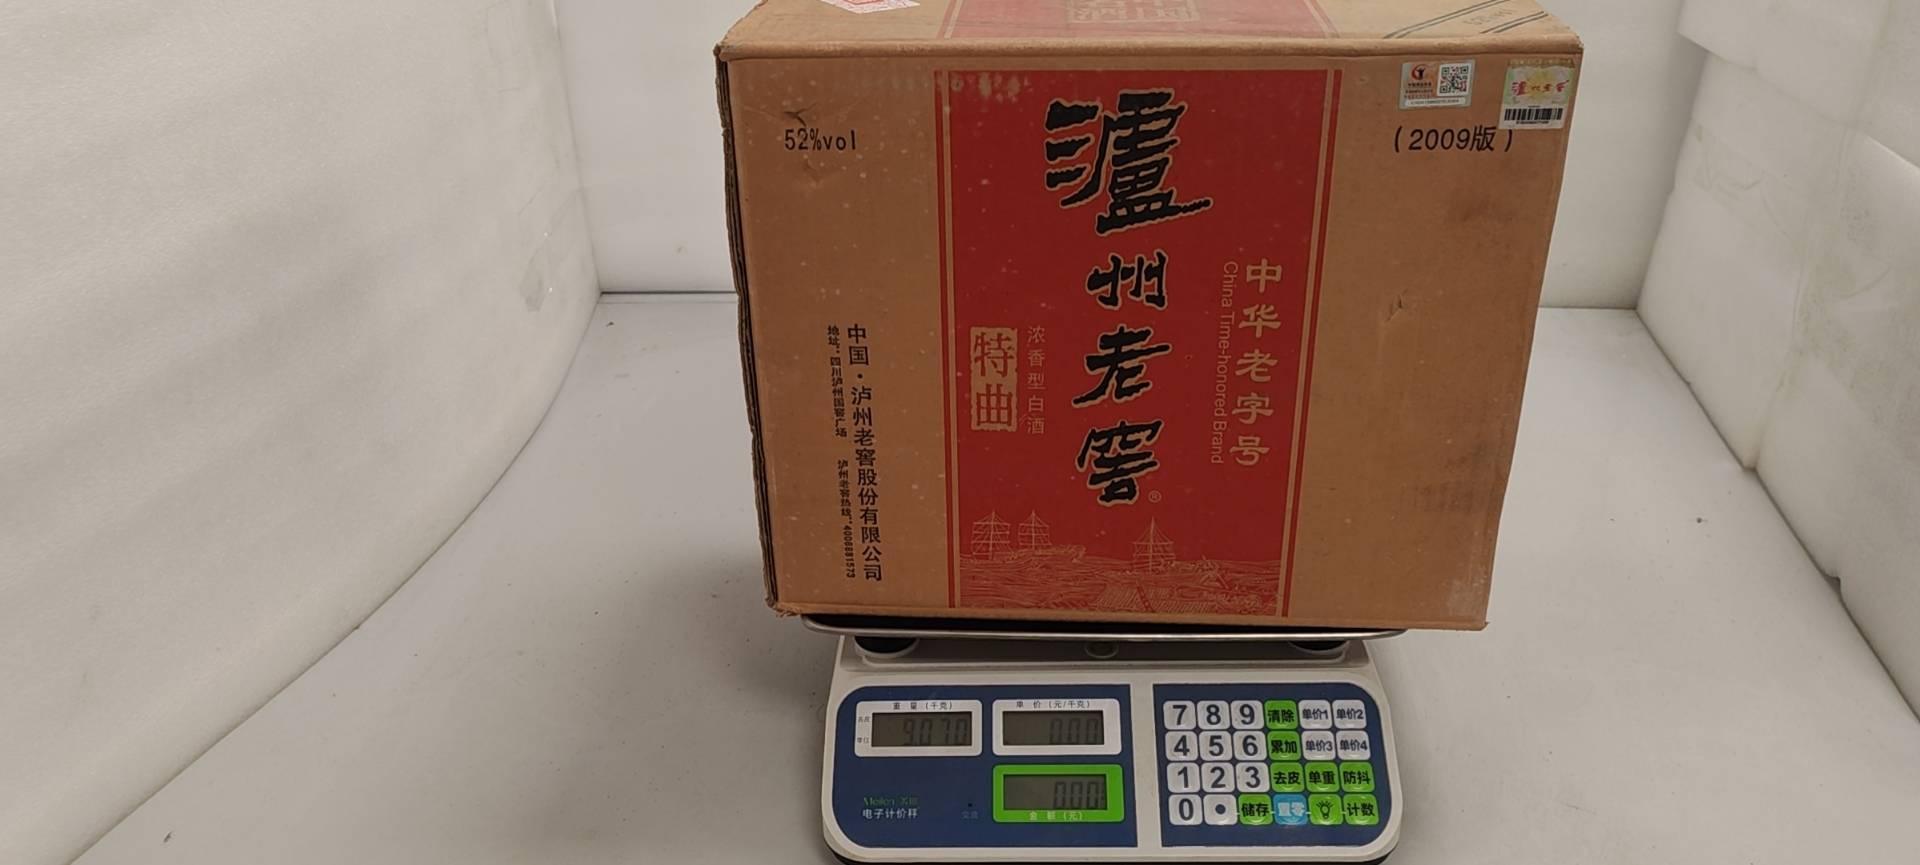 52%vol
(2009版)
泸州老窖
®
中华老字号
China Time-honored Brand
浓香型白酒
特曲
中国·泸州老窖股份有限公司
地址：四川泸州国窖广场 泸州老窖热线：4008881573
重量(千克)
9.070
单价(元/千克)
0.00
0.00
金额(元)
电子计价秤
7 8 9 清除 单价1 单价2
4 5 6 累加 单价3 单价4
1 2 3 去皮 单重 防抖
0 • 储存 置零 计数